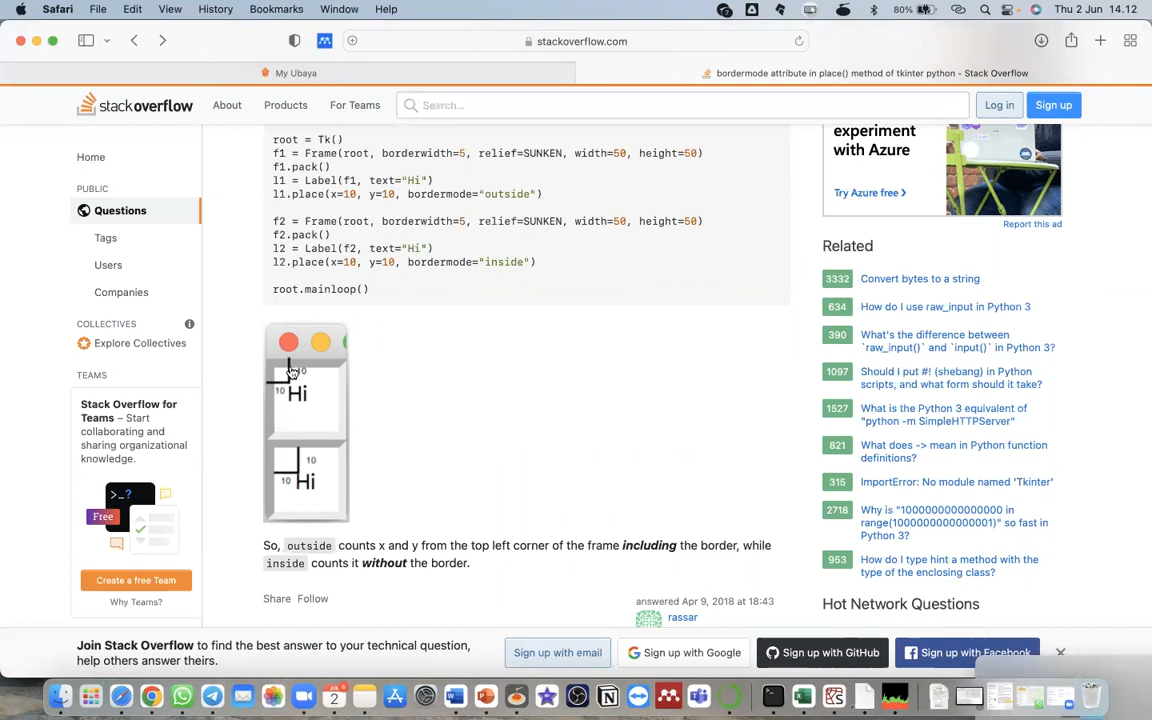 Safari File Edit View History Bookmarks Window Help 80% Thu 2 Jun 14.12
stackoverflow.com
My Ubaya
bordermode attribute in place() method of tkinter python - Stack Overflow
stackoverflow About Products For Teams Search... Log in Sign up
Home
PUBLIC
Questions
Tags
Users
Companies
COLLECTIVES
Explore Collectives
TEAMS
Stack Overflow for
Teams – Start
collaborating and
sharing organizational
knowledge.
Free
Create a free Team
Why Teams?
root = Tk()
f1 = Frame(root, borderwidth=5, relief=SUNKEN, width=50, height=50)
f1.pack()
l1 = Label(f1, text="Hi")
l1.place(x=10, y=10, bordermode="outside")
f2 = Frame(root, borderwidth=5, relief=SUNKEN, width=50, height=50)
f2.pack()
l2 = Label(f2, text="Hi")
l2.place(x=10, y=10, bordermode="inside")
root.mainloop()
10
10
Hi
10
10
Hi
So, outside counts x and y from the top left corner of the frame including the border, while
inside counts it without the border.
Share Follow
answered Apr 9, 2018 at 18:43
rassar
experiment
with Azure
Try Azure free
Report this ad
Related
3332 Convert bytes to a string
634 How do I use raw_input in Python 3
390 What's the difference between
`raw_input()` and `input()` in Python 3?
1097 Should I put #! (shebang) in Python
scripts, and what form should it take?
1527 What is the Python 3 equivalent of
"python -m SimpleHTTPServer"
821 What does -> mean in Python function
definitions?
315 ImportError: No module named 'Tkinter'
2718 Why is "1000000000000000 in
range(1000000000000001)" so fast in
Python 3?
953 How do I type hint a method with the
type of the enclosing class?
Hot Network Questions
Join Stack Overflow to find the best answer to your technical question,
help others answer theirs.
Sign up with email
Sign up with Google
Sign up with GitHub
Sign up with Facebook